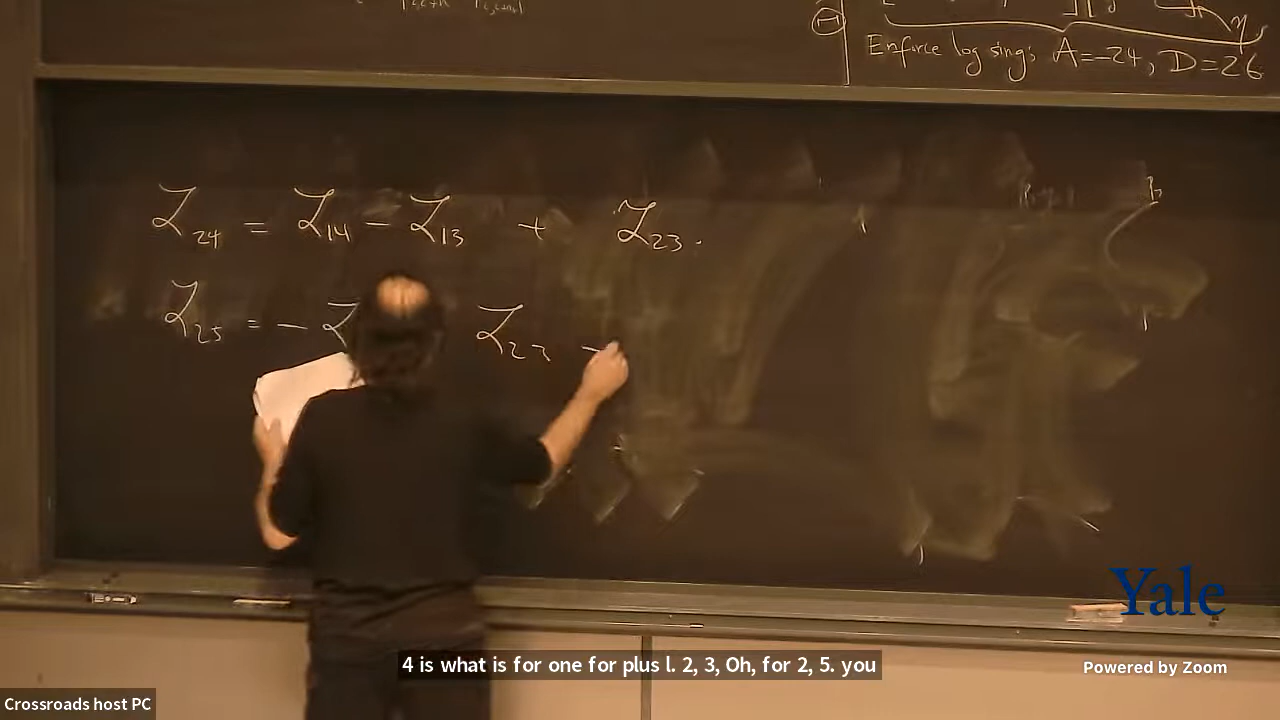 Enforce log sing; A=-24, D=26
Z₂₄ = Z₁₄ - Z₁₃ + Z₂₃.
Z₂₅ = -
Yale
4 is what is for one for plus l. 2, 3, Oh, for 2, 5. you
Powered by Zoom
Crossroads host PC